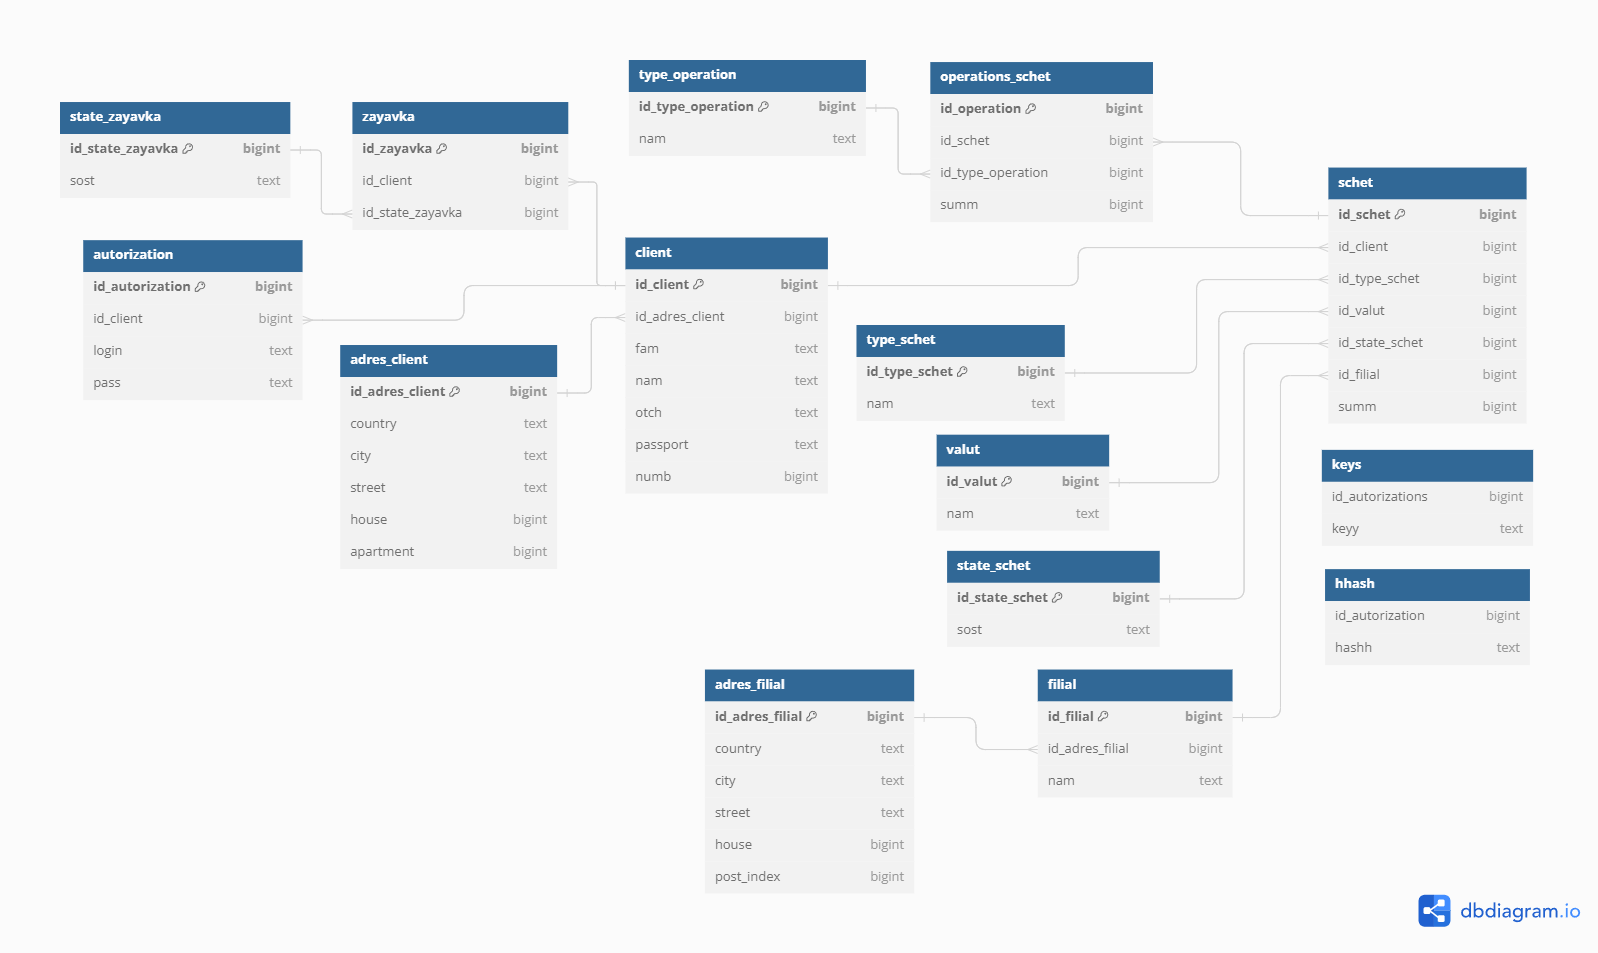 state_zayavka
id_state_zayavka bigint
sost text
zayavka
id_zayavka bigint
id_client bigint
id_state_zayavka bigint
type_operation
id_type_operation bigint
nam text
operations_schet
id_operation bigint
id_schet bigint
id_type_operation bigint
summ bigint
schet
id_schet bigint
id_client bigint
id_type_schet bigint
id_valut bigint
id_state_schet bigint
id_filial bigint
summ bigint
autorization
id_autorization bigint
id_client bigint
login text
pass text
client
id_client bigint
id_adres_client bigint
fam text
nam text
otch text
passport text
numb bigint
adres_client
id_adres_client bigint
country text
city text
street text
house bigint
apartment bigint
type_schet
id_type_schet bigint
nam text
valut
id_valut bigint
nam text
keys
id_autorizations bigint
keyy text
state_schet
id_state_schet bigint
sost text
hhash
id_autorization bigint
hashh text
adres_filial
id_adres_filial bigint
country text
city text
street text
house bigint
post_index bigint
filial
id_filial bigint
id_adres_filial bigint
nam text
dbdiagram.io